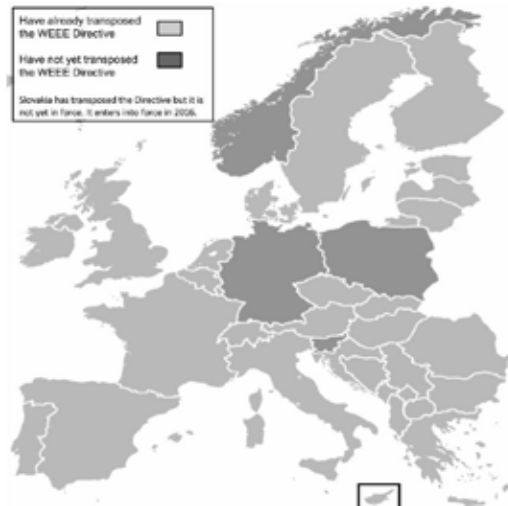 Have already transposed
the WEEE Directive
Have not yet transposed
the WEEE Directive
Slovakia has transposed the Directive but it is
not yet in force. It enters into force in 2016.